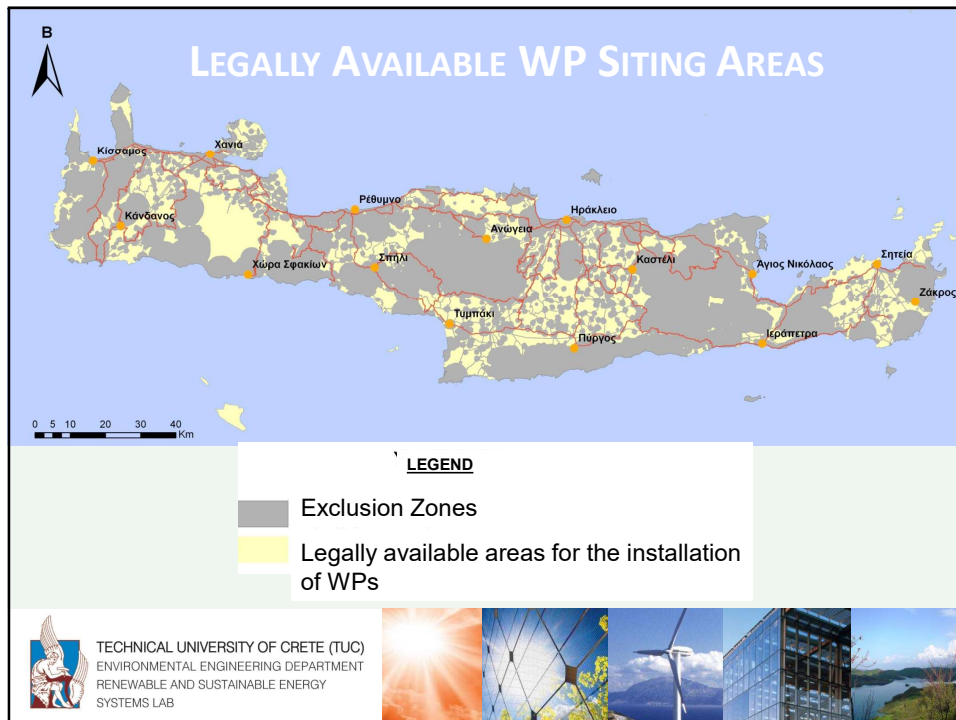 B
LEGALLY AVAILABLE WP SITING AREAS
Χανιά
Κίσσαμος
Ρέθυμνο
Ηράκλειο
Κάνδανος
Ανώγεια
Σπήλι
Καστέλι
Άγιος Νικόλαος
Σητεία
Χώρα Σφακίων
Ζάκρος
Τυμπάκι
Πύργος
Ιεράπετρα
0 5 10 20 30 40
Km
LEGEND
Exclusion Zones
Legally available areas for the installation
of WPs
TECHNICAL UNIVERSITY OF CRETE (TUC)
ENVIRONMENTAL ENGINEERING DEPARTMENT
RENEWABLE AND SUSTAINABLE ENERGY
SYSTEMS LAB